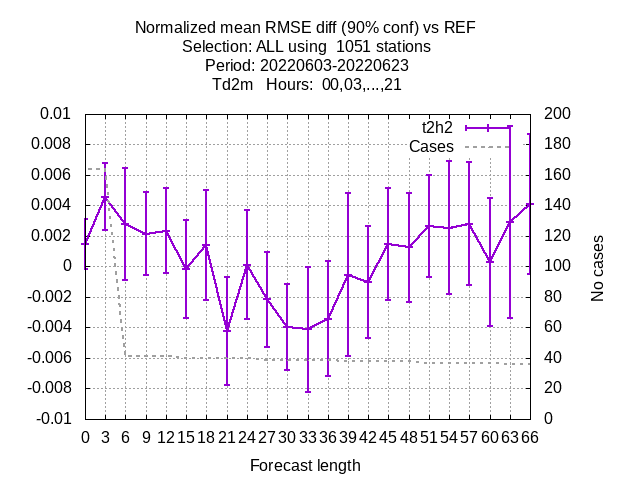 Normalized mean RMSE diff (90% conf) vs REF
Selection: ALL using  1051 stations
Period: 20220603-20220623
Td2m   Hours:  00,03,...,21
0.01
0.008
0.006
0.004
0.002
0
-0.002
-0.004
-0.006
-0.008
-0.01
t2h2
Cases
200
180
160
140
120
100
80
60
40
20
0
No cases
0 3 6 9 12 15 18 21 24 27 30 33 36 39 42 45 48 51 54 57 60 63 66
Forecast length